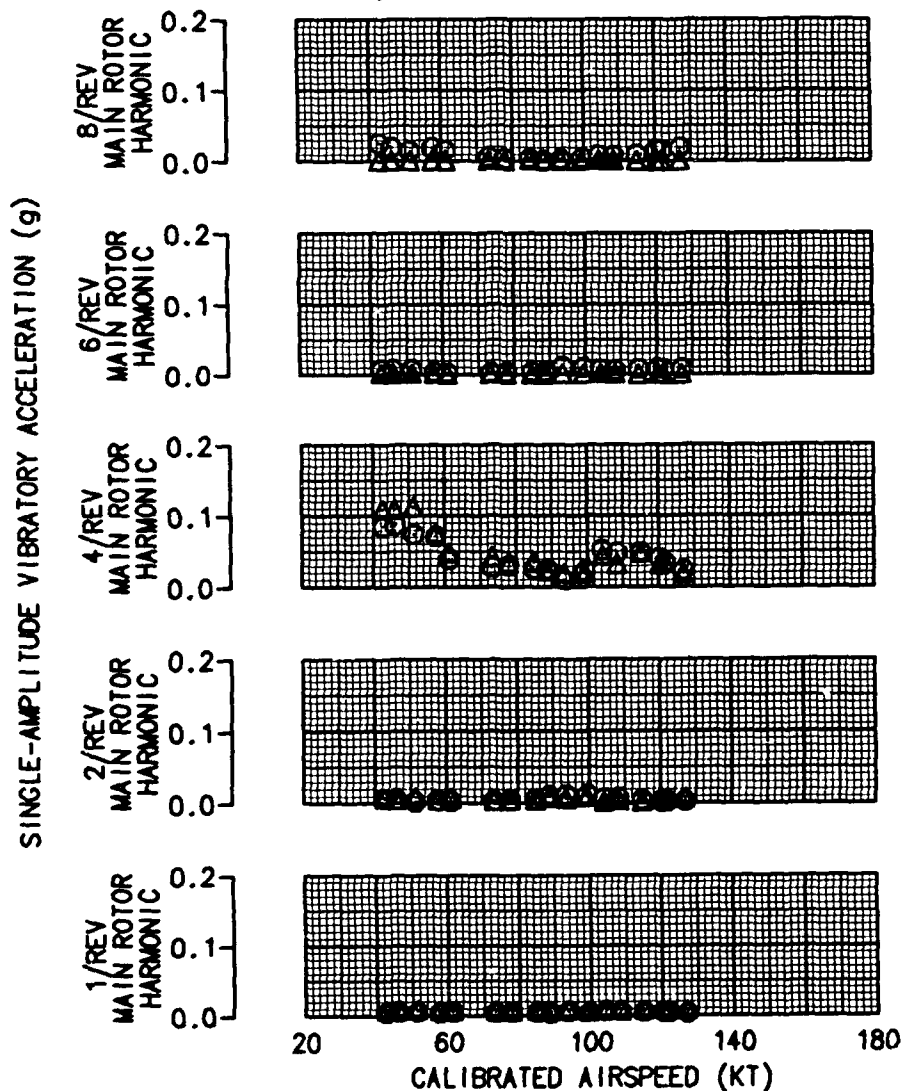 SINGLE-AMPLITUDE VIBRATORY ACCELERATION (g)
8/REV
MAIN ROTOR
HARMONIC
0.2
0.1
0.0
6/REV
MAIN ROTOR
HARMONIC
0.2
0.1
0.0
4/REV
MAIN ROTOR
HARMONIC
0.2
0.1
0.0
2/REV
MAIN ROTOR
HARMONIC
0.2
0.1
0.0
1/REV
MAIN ROTOR
HARMONIC
0.2
0.1
0.0
20 60 100 140 180
CALIBRATED AIRSPEED (KT)